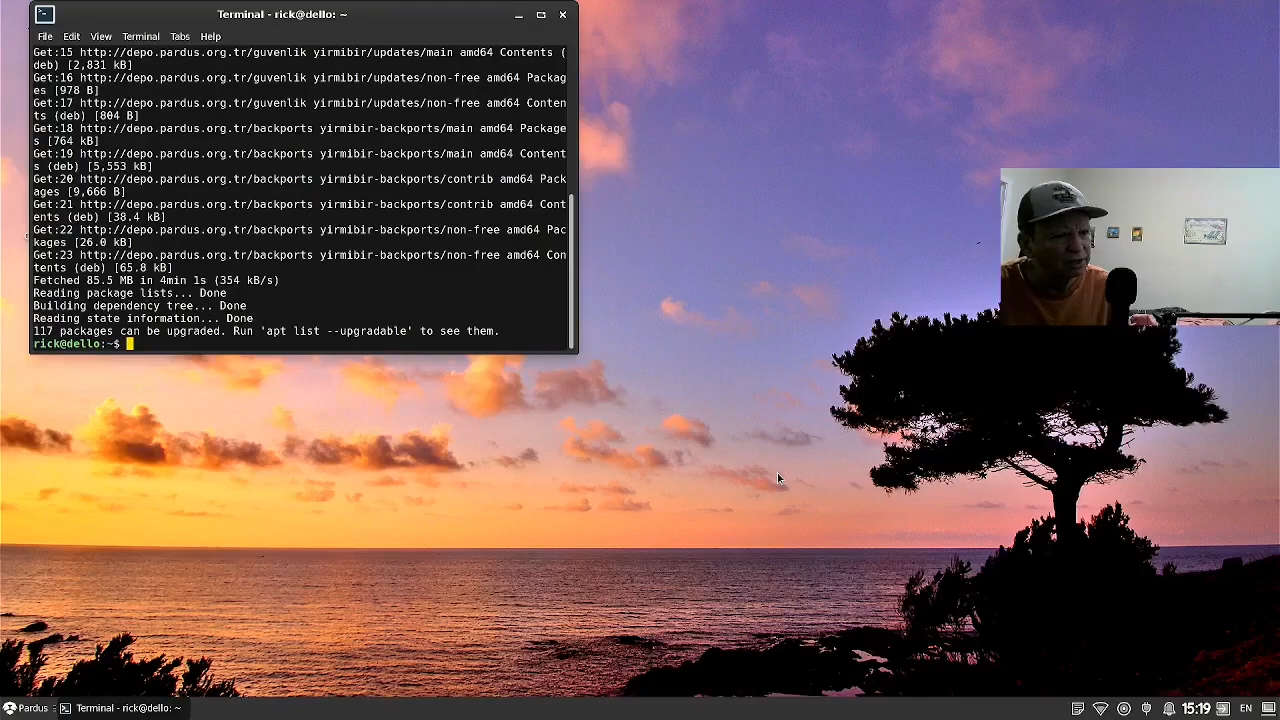 Terminal - rick@dello: ~
File Edit View Terminal Tabs Help
Get:15 http://depo.pardus.org.tr/guvenlik yirmibir/updates/main amd64 Contents (
deb) [2,831 kB]
Get:16 http://depo.pardus.org.tr/guvenlik yirmibir/updates/non-free amd64 Packag
es [978 B]
Get:17 http://depo.pardus.org.tr/guvenlik yirmibir/updates/non-free amd64 Conten
ts (deb) [804 B]
Get:18 http://depo.pardus.org.tr/backports yirmibir-backports/main amd64 Package
s [764 kB]
Get:19 http://depo.pardus.org.tr/backports yirmibir-backports/main amd64 Content
s (deb) [5,553 kB]
Get:20 http://depo.pardus.org.tr/backports yirmibir-backports/contrib amd64 Pack
ages [9,666 B]
Get:21 http://depo.pardus.org.tr/backports yirmibir-backports/contrib amd64 Cont
ents (deb) [38.4 kB]
Get:22 http://depo.pardus.org.tr/backports yirmibir-backports/non-free amd64 Pac
kages [26.0 kB]
Get:23 http://depo.pardus.org.tr/backports yirmibir-backports/non-free amd64 Con
tents (deb) [65.8 kB]
Fetched 85.5 MB in 4min 1s (354 kB/s)
Reading package lists... Done
Building dependency tree... Done
Reading state information... Done
117 packages can be upgraded. Run 'apt list --upgradable' to see them.
rick@dello:~$
Pardus Terminal - rick@dello: ~ 15:19 EN